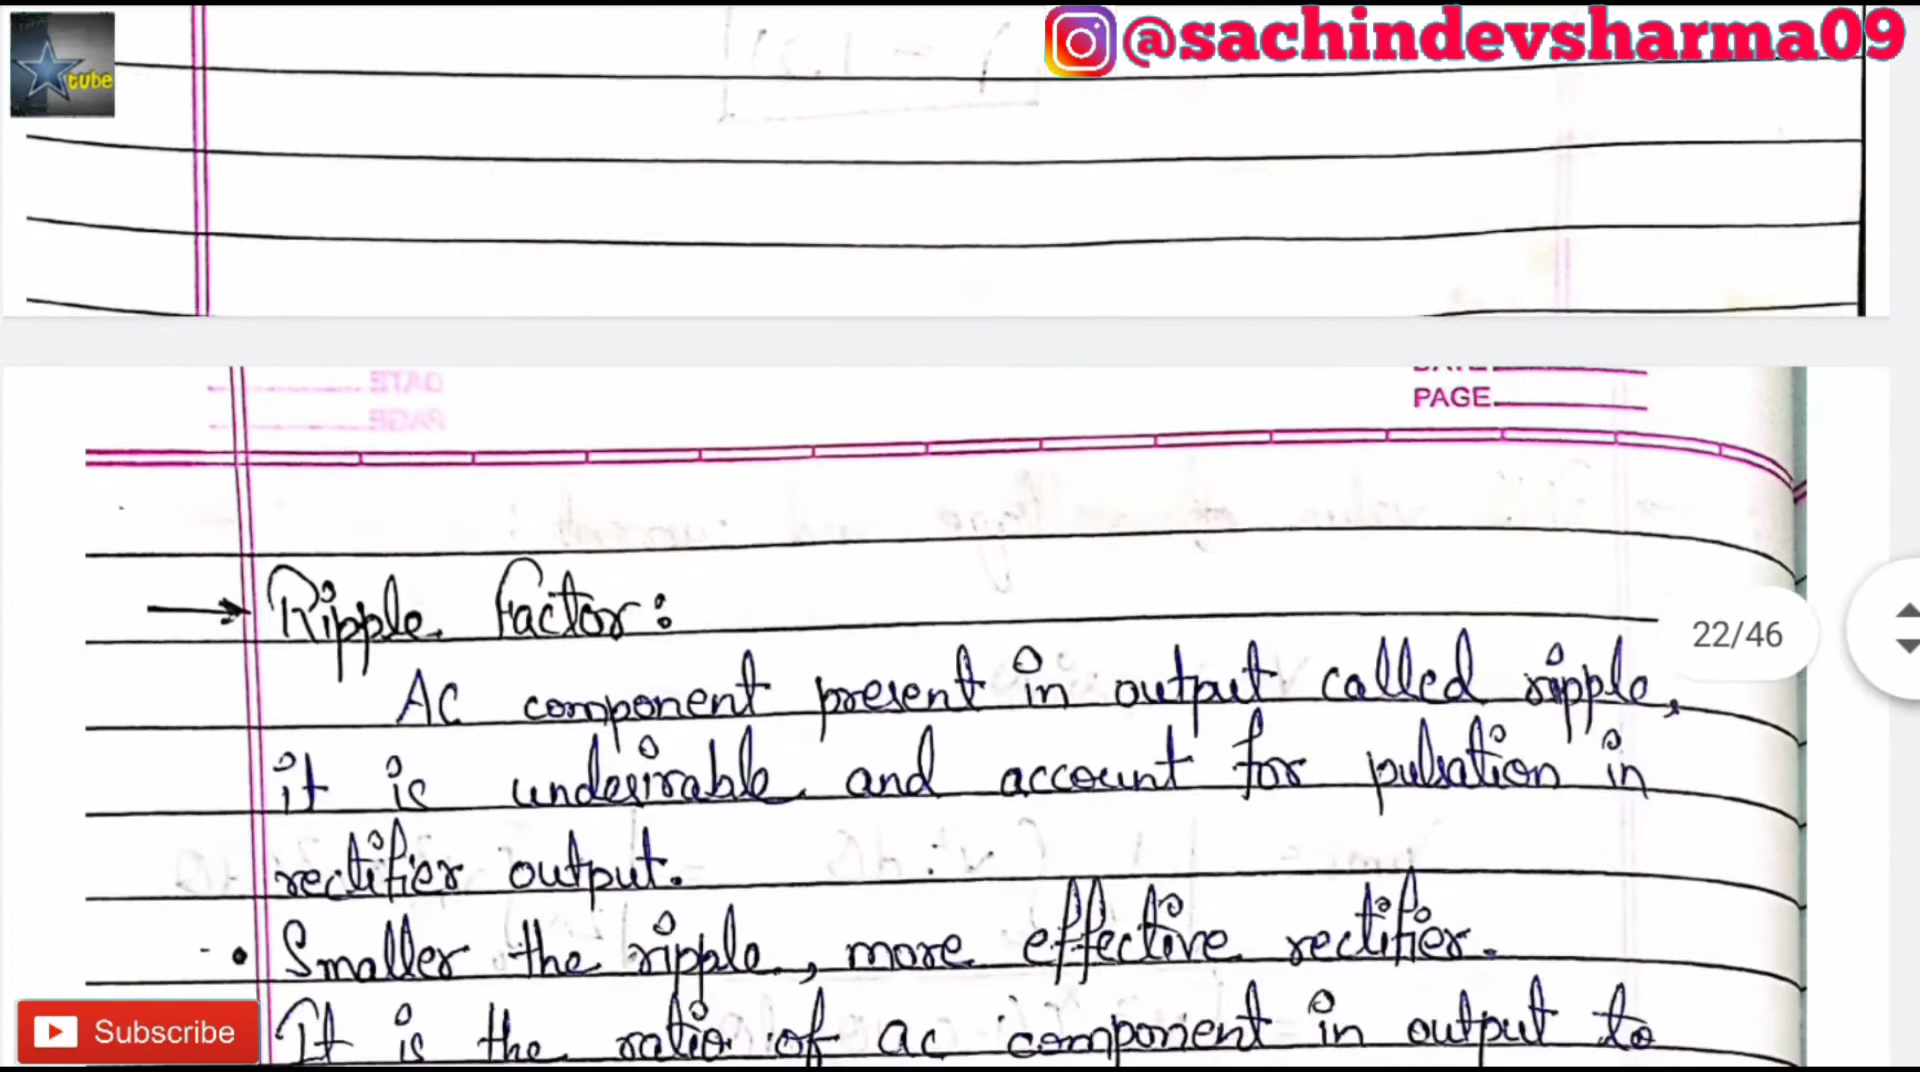 @sachindevsharma09
tube
PAGE
Ripple Factor:
22/46
AC component present in output called ripple,
it is undesirable and account for pulsation in
rectifier output.
• Smaller the ripple, more effective rectifier.
Subscribe
It is the ratio of ac component in output to